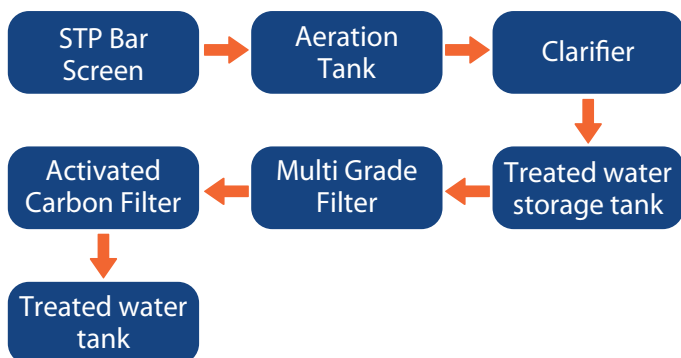 STP Bar
Screen
Aeration
Tank
Clarifier
Treated water
storage tank
Multi Grade
Filter
Activated
Carbon Filter
Treated water
tank